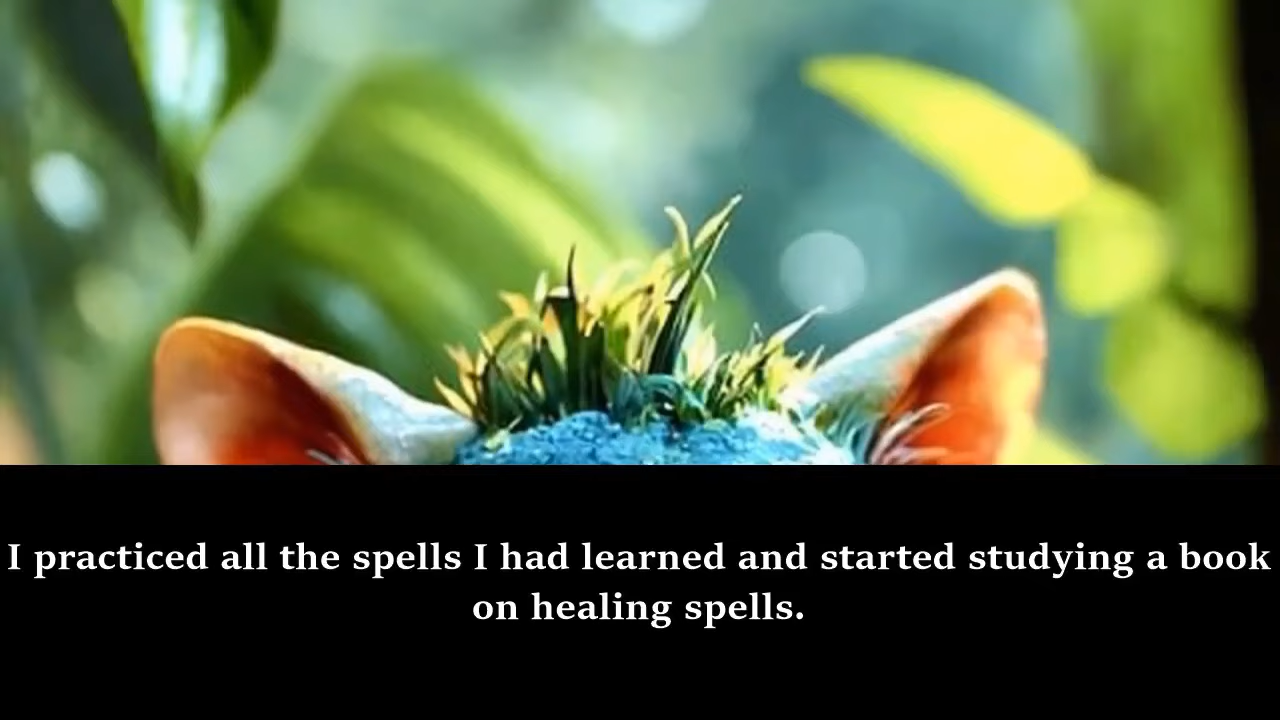 I practiced all the spells I had learned and started studying a book
on healing spells.